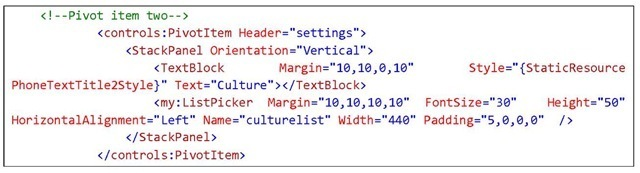 <!--Pivot item two-->
<controls:PivotItem Header="settings">
<StackPanel Orientation="Vertical">
<TextBlock Margin="10,10,0,10" Style="{StaticResource
PhoneTextTitle2Style}" Text="Culture"></TextBlock>
<my:ListPicker Margin="10,10,10,10" FontSize="30" Height="50"
HorizontalAlignment="Left" Name="culturelist" Width="440" Padding="5,0,0,0" />
</StackPanel>
</controls:PivotItem>